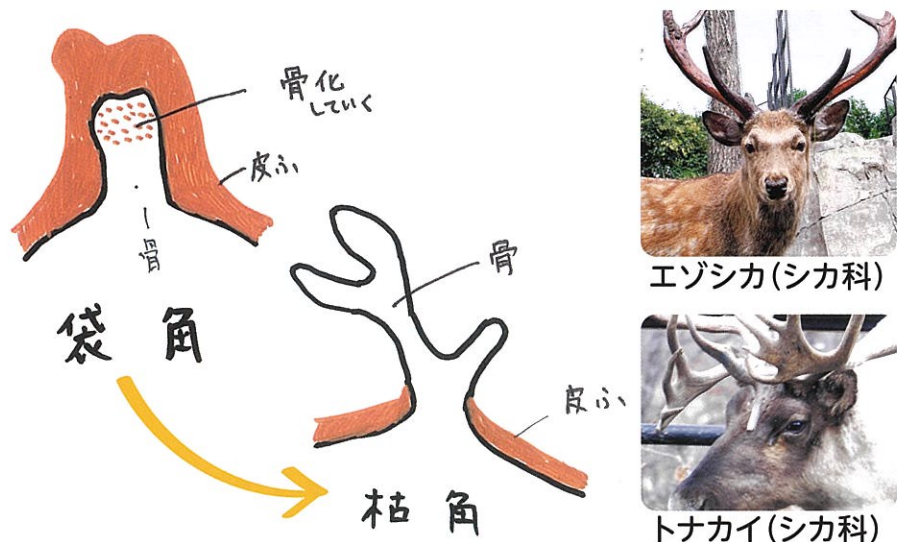 骨化
していく
皮ふ
骨
袋角
骨
皮ふ
枯角
エゾシカ(シカ科)
トナカイ(シカ科)